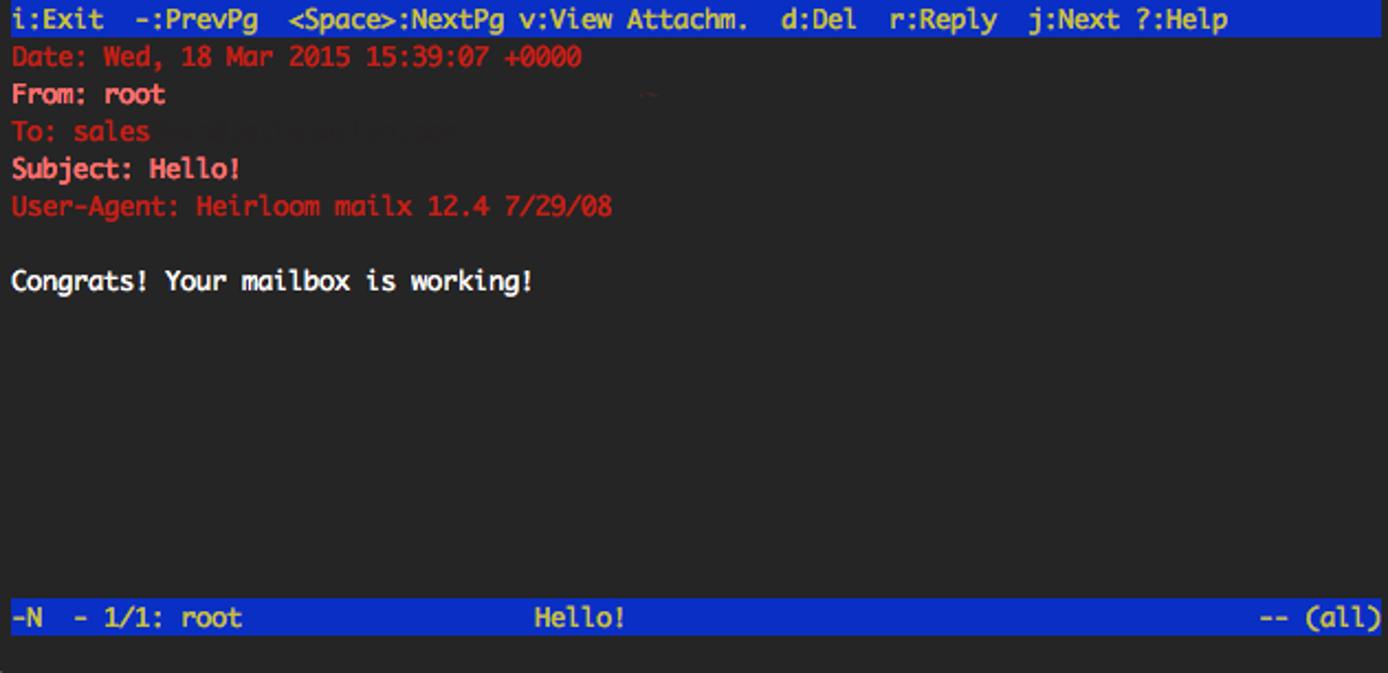 i:Exit  -:PrevPg  <Space>:NextPg v:View Attachm.  d:Del  r:Reply  j:Next ?:Help
Date: Wed, 18 Mar 2015 15:39:07 +0000
From: root
To: sales
Subject: Hello!
User-Agent: Heirloom mailx 12.4 7/29/08
Congrats! Your mailbox is working!
-N  - 1/1: root                   Hello!                                         -- (all)